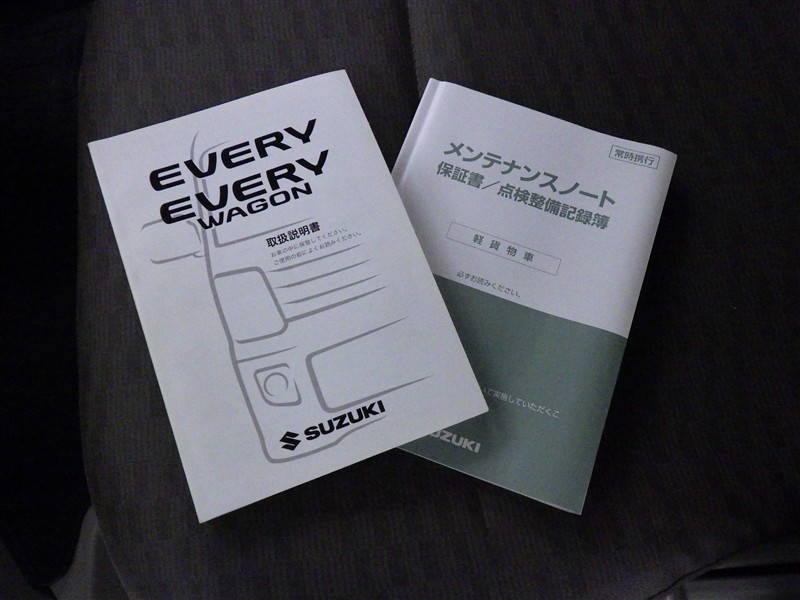 EVERY
EVERY
WAGON
取扱説明書
お車の中に保管してください。
ご使用の前によくお読みください。
SUZUKI
常時携行
メンテナンスノート
保証書／点検整備記録簿
軽貨物車
必ずお読みください。
実施していただくこ
SUZUKI